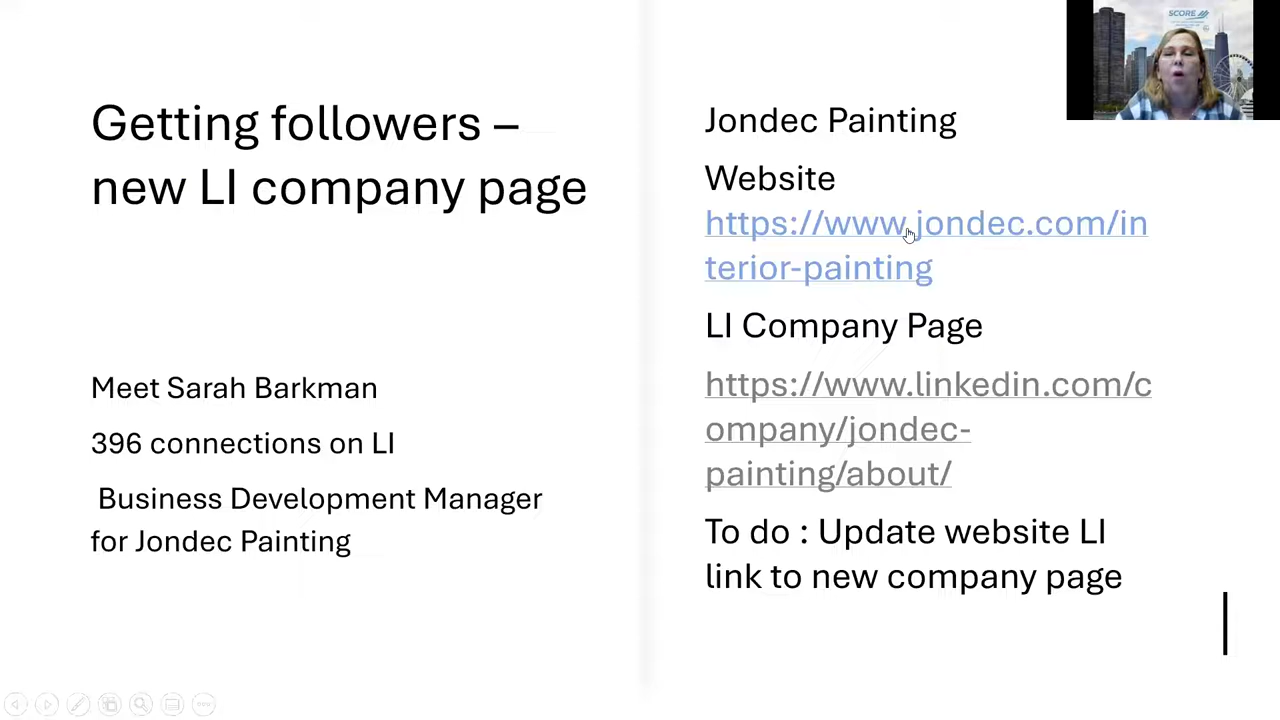 Getting followers –
new LI company page
Meet Sarah Barkman
396 connections on LI
Business Development Manager
for Jondec Painting
Jondec Painting
Website
https://www.jondec.com/in
terior-painting
LI Company Page
https://www.linkedin.com/c
ompany/jondec-
painting/about/
To do : Update website LI
link to new company page
SCORE